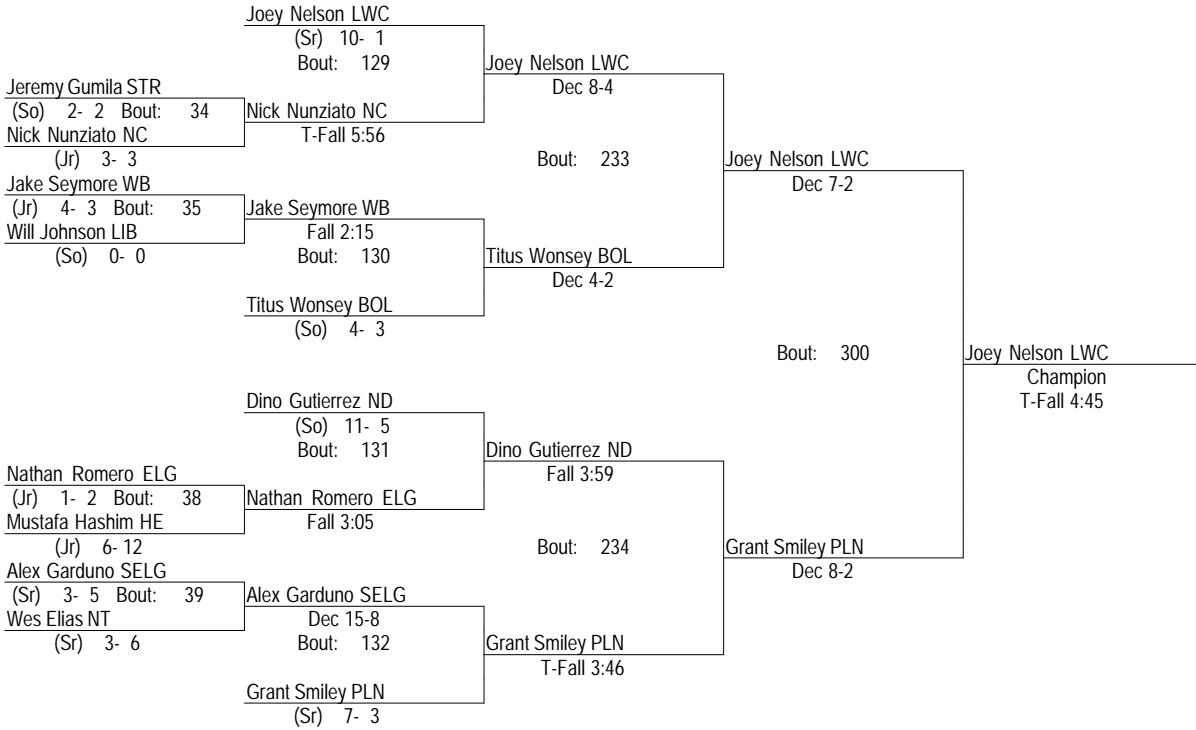 Joey Nelson LWC
(Sr) 10- 1
Bout: 129
Joey Nelson LWC
Dec 8-4
Jeremy Gumila STR
(So) 2- 2 Bout: 34
Nick Nunziato NC
Nick Nunziato NC
T-Fall 5:56
(Jr) 3- 3
Bout: 233
Joey Nelson LWC
Dec 7-2
Jake Seymore WB
(Jr) 4- 3 Bout: 35
Jake Seymore WB
Will Johnson LIB
Fall 2:15
(So) 0- 0
Bout: 130
Titus Wonsey BOL
Dec 4-2
Titus Wonsey BOL
(So) 4- 3
Bout: 300
Joey Nelson LWC
Champion
T-Fall 4:45
Dino Gutierrez ND
(So) 11- 5
Bout: 131
Dino Gutierrez ND
Fall 3:59
Nathan Romero ELG
(Jr) 1- 2 Bout: 38
Nathan Romero ELG
Mustafa Hashim HE
Fall 3:05
(Jr) 6- 12
Bout: 234
Grant Smiley PLN
Dec 8-2
Alex Garduno SELG
(Sr) 3- 5 Bout: 39
Alex Garduno SELG
Wes Elias NT
Dec 15-8
(Sr) 3- 6
Bout: 132
Grant Smiley PLN
T-Fall 3:46
Grant Smiley PLN
(Sr) 7- 3